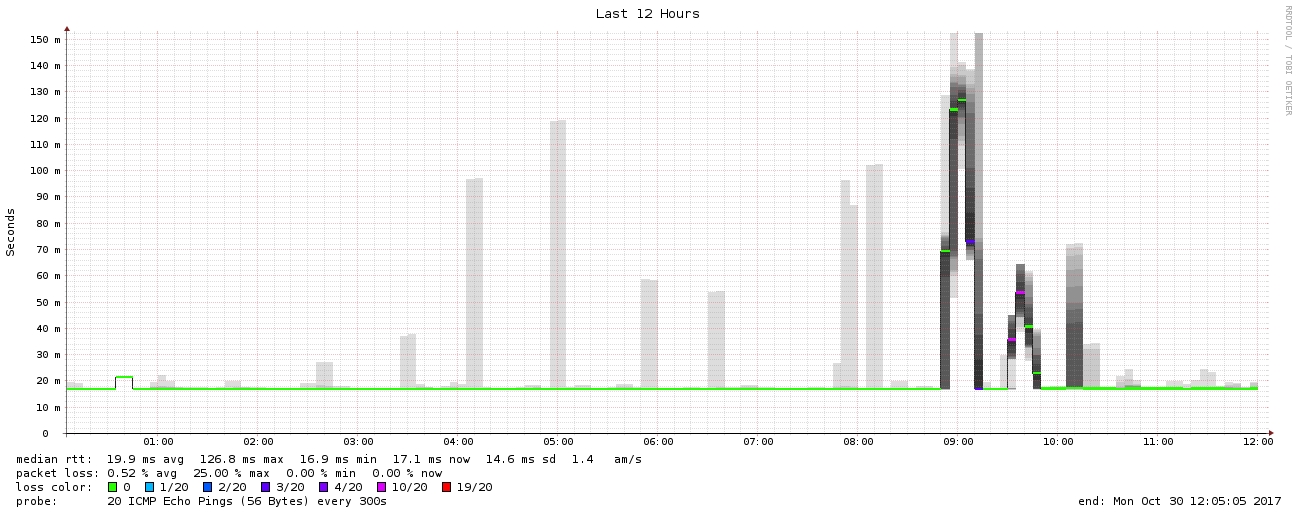 Last 12 Hours
RRDTOOL / TOBI OETIKER
Seconds
150 m
140 m
130 m
120 m
110 m
100 m
90 m
80 m
70 m
60 m
50 m
40 m
30 m
20 m
10 m
0
01:00 02:00 03:00 04:00 05:00 06:00 07:00 08:00 09:00 10:00 11:00 12:00
median rtt: 19.9 ms avg 126.8 ms max 16.9 ms min 17.1 ms now 14.6 ms sd 1.4 am/s
packet loss: 0.52 % avg 25.00 % max 0.00 % min 0.00 % now
loss color: 0 1/20 2/20 3/20 4/20 10/20 19/20
probe: 20 ICMP Echo Pings (56 Bytes) every 300s end: Mon Oct 30 12:05:05 2017